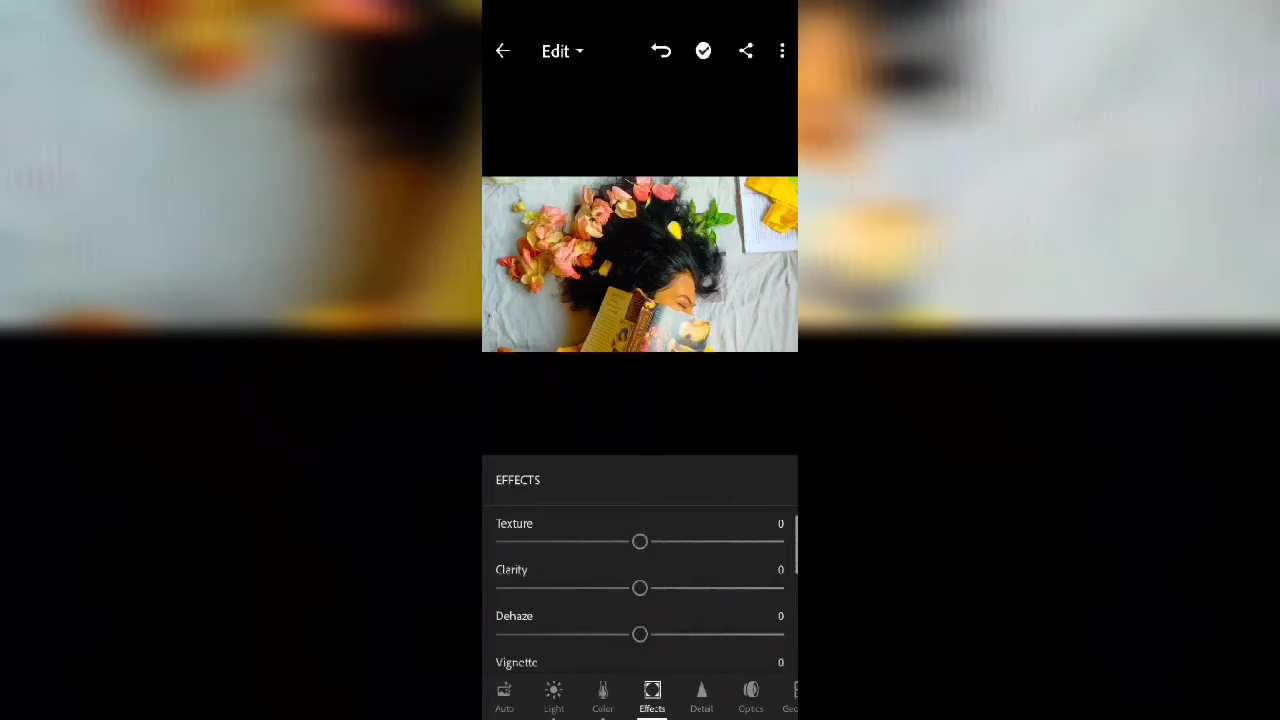 Edit
EFFECTS
Texture 0
Clarity 0
Dehaze 0
Vignette 0
Auto Light Color Effects Detail Optics